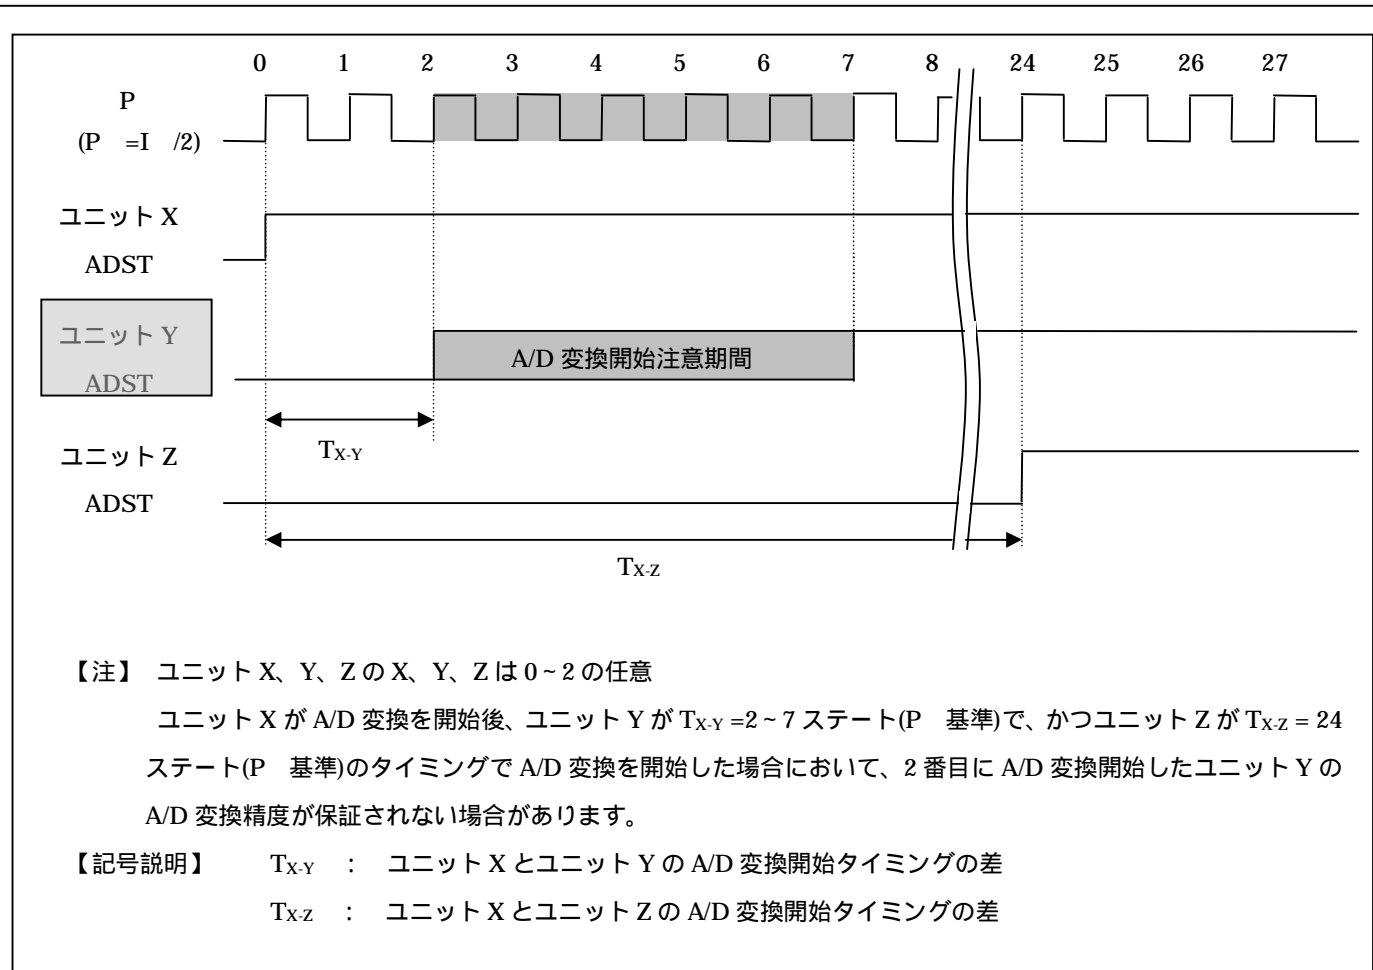 0 1 2 3 4 5 6 7 8 24 25 26 27
P
(P =I /2)
ユニット X
ADST
ユニット Y
ADST
A/D 変換開始注意期間
TX-Y
ユニット Z
ADST
TX-Z
【注】 ユニット X、Y、Z の X、Y、Z は 0~2 の任意
ユニット X が A/D 変換を開始後、ユニット Y が TX-Y =2~7 ステート(P 基準)で、かつユニット Z が TX-Z = 24
ステート(P 基準)のタイミングで A/D 変換を開始した場合において、2 番目に A/D 変換開始したユニット Y の
A/D 変換精度が保証されない場合があります。
【記号説明】 TX-Y : ユニット X とユニット Y の A/D 変換開始タイミングの差
TX-Z : ユニット X とユニット Z の A/D 変換開始タイミングの差